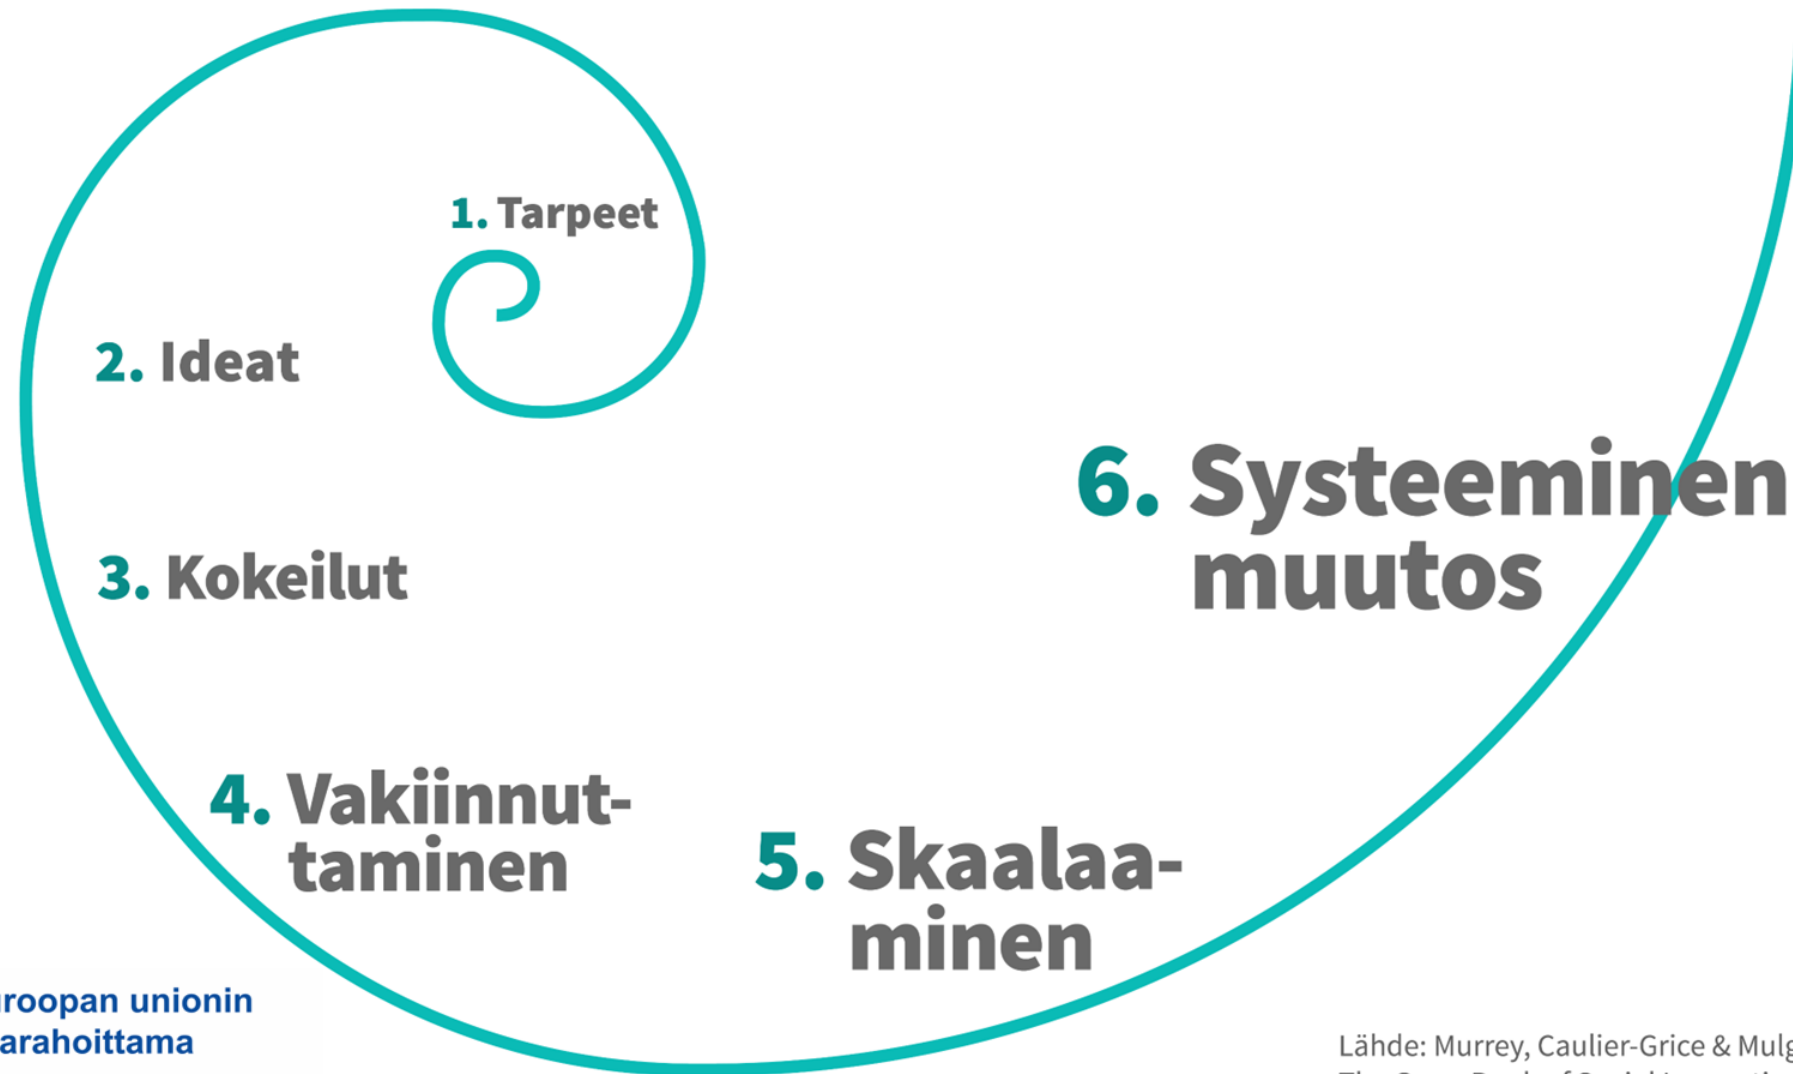 1. Tarpeet
2. Ideat
3. Kokeilut
4. Vakiinnut-
taminen
5. Skaalaa-
minen
6. Systeeminen
muutos
roopan unionin
arahoittama
Lähde: Murrey, Caulier-Grice & Mulg